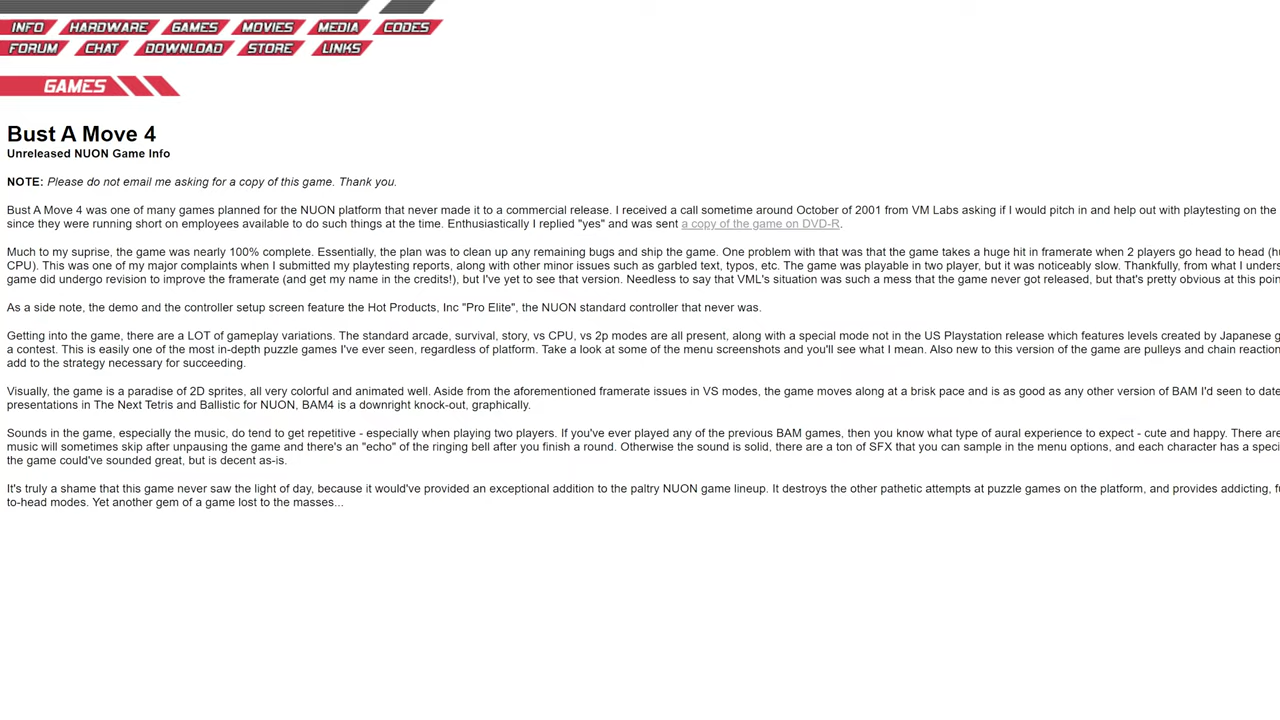 INFO HARDWARE GAMES MOVIES MEDIA CODES
FORUM CHAT DOWNLOAD STORE LINKS
GAMES
Bust A Move 4
Unreleased NUON Game Info
NOTE: Please do not email me asking for a copy of this game. Thank you.
Bust A Move 4 was one of many games planned for the NUON platform that never made it to a commercial release. I received a call sometime around October of 2001 from VM Labs asking if I would pitch in and help out with playtesting on the
since they were running short on employees available to do such things at the time. Enthusiastically I replied "yes" and was sent a copy of the game on DVD-R.
Much to my suprise, the game was nearly 100% complete. Essentially, the plan was to clean up any remaining bugs and ship the game. One problem with that was that the game takes a huge hit in framerate when 2 players go head to head
CPU). This was one of my major complaints when I submitted my playtesting reports, along with other minor issues such as garbled text, typos, etc. The game was playable in two player, but it was noticeably slow. Thankfully, from what I
game did undergo revision to improve the framerate (and get my name in the credits!), but I've yet to see that version. Needless to say that VML's situation was such a mess that the game never got released, but that's pretty obvious at this
As a side note, the demo and the controller setup screen feature the Hot Products, Inc "Pro Elite", the NUON standard controller that never was.
Getting into the game, there are a LOT of gameplay variations. The standard arcade, survival, story, vs CPU, vs 2p modes are all present, along with a special mode not in the US Playstation release which features levels created by Japanese
a contest. This is easily one of the most in-depth puzzle games I've ever seen, regardless of platform. Take a look at some of the menu screenshots and you'll see what I mean. Also new to this version of the game are pulleys and chain
add to the strategy necessary for succeeding.
Visually, the game is a paradise of 2D sprites, all very colorful and animated well. Aside from the aforementioned framerate issues in VS modes, the game moves along at a brisk pace and is as good as any other version of BAM I'd seen to date
presentations in The Next Tetris and Ballistic for NUON, BAM4 is a downright knock-out, graphically.
Sounds in the game, especially the music, do tend to get repetitive - especially when playing two players. If you've ever played any of the previous BAM games, then you know what type of aural experience to expect - cute and happy. There are
music will sometimes skip after unpausing the game and there's an "echo" of the ringing bell after you finish a round. Otherwise the sound is solid, there are a ton of SFX that you can sample in the menu options, and each character has a
the game could've sounded great, but is decent as-is.
It's truly a shame that this game never saw the light of day, because it would've provided an exceptional addition to the paltry NUON game lineup. It destroys the other pathetic attempts at puzzle games on the platform, and provides addicting,
to-head modes. Yet another gem of a game lost to the masses...